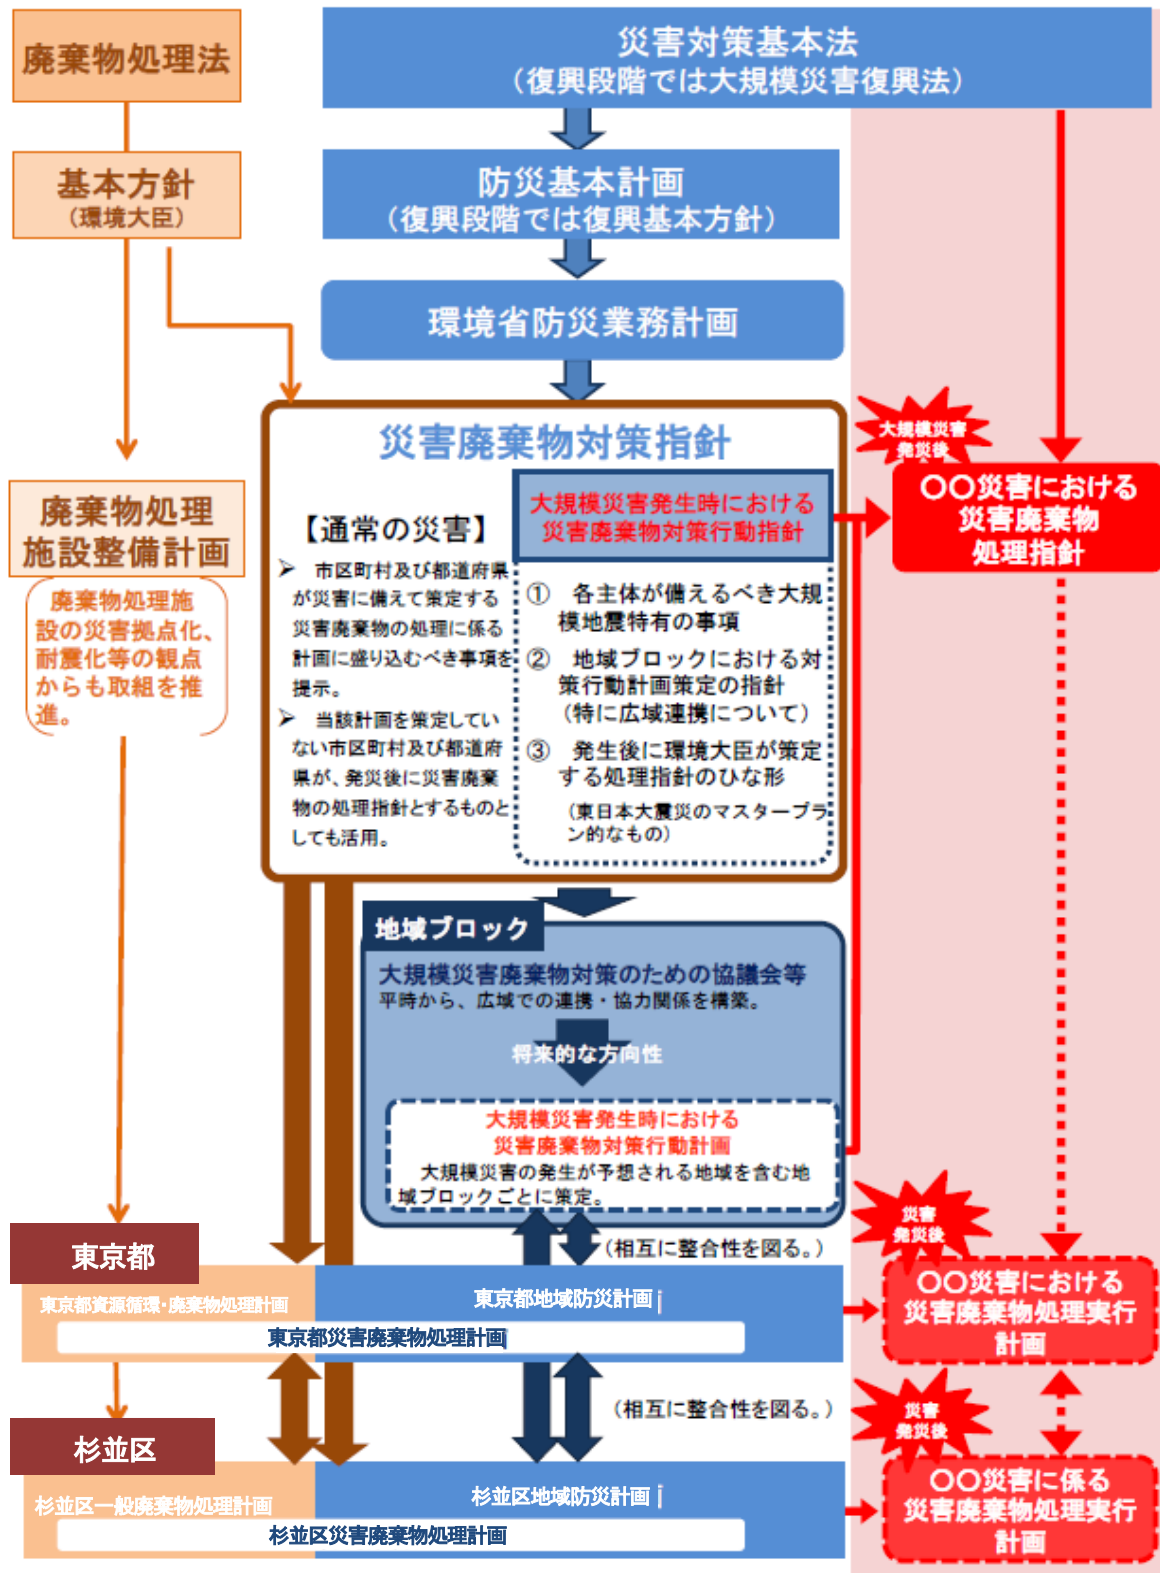 廃棄物処理法
災害対策基本法
（復興段階では大規模災害復興法）
基本方針
（環境大臣）
防災基本計画
（復興段階では復興基本方針）
環境省防災業務計画
大規模災害
発災後
〇〇災害における
災害廃棄物
処理指針
廃棄物処理
施設整備計画
廃棄物処理施
設の災害拠点化、
耐震化等の観点
からも取組を推
進。
災害廃棄物対策指針
【通常の災害】
➢ 市区町村及び都道府県
が災害に備えて策定する
災害廃棄物の処理に係る
計画に盛り込むべき事項を
提示。
➢ 当該計画を策定してい
ない市区町村及び都道府
県が、発災後に災害廃棄
物の処理指針とするものと
しても活用。
大規模災害発生時における
災害廃棄物対策行動指針
① 各主体が備えるべき大規
模地震特有の事項
② 地域ブロックにおける対
策行動計画策定の指針
（特に広域連携について）
③ 発生後に環境大臣が策定
する処理指針のひな形
（東日本大震災のマスタープラ
ン的なもの）
地域ブロック
大規模災害廃棄物対策のための協議会等
平時から、広域での連携・協力関係を構築。
将来的な方向性
大規模災害発生時における
災害廃棄物対策行動計画
大規模災害の発生が予想される地域を含む地
域ブロックごとに策定。
（相互に整合性を図る。）
災害
発災後
〇〇災害における
災害廃棄物処理実行
計画
東京都
東京都資源循環・廃棄物処理計画
東京都地域防災計画
東京都災害廃棄物処理計画
（相互に整合性を図る。）
災害
発災後
〇〇災害に係る
災害廃棄物処理実行
計画
杉並区
杉並区一般廃棄物処理計画
杉並区地域防災計画
杉並区災害廃棄物処理計画